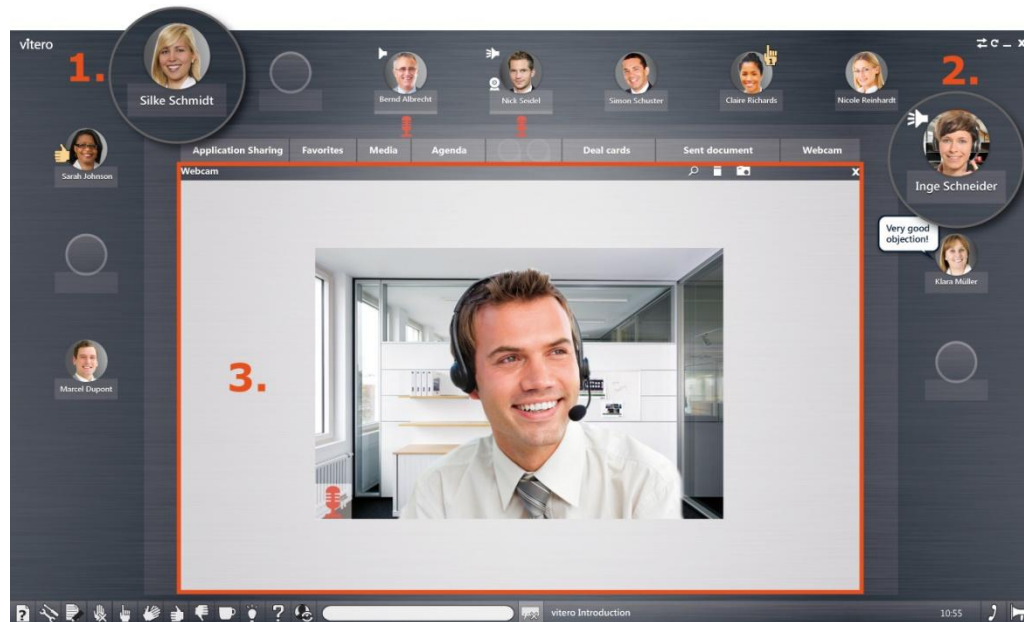 vitero
1.
2.
Silke Schmidt
Bernd Albrecht
Nick Seidel
Simon Schuster
Claire Richards
Nicole Reinhardt
Sarah Johnson
Application Sharing Favorites Media Agenda Deal cards Sent document Webcam
Webcam
X
Inge Schneider
Very good
objection!
Klara Müller
3.
Marcel Dupont
vitero Introduction
10:55